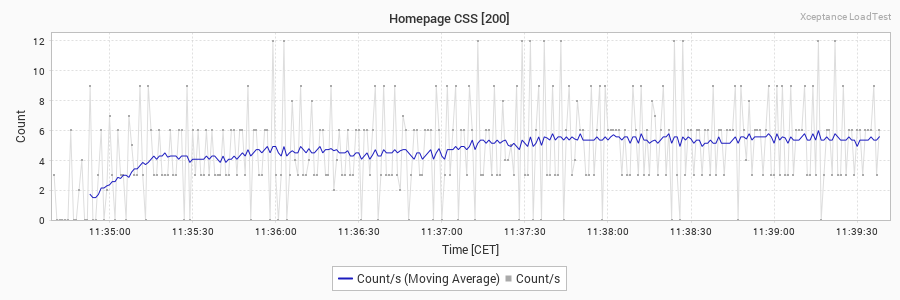 Homepage CSS [200]
Xceptance LoadTest
Count
12
10
8
6
4
2
0
11:35:00 11:35:30 11:36:00 11:36:30 11:37:00 11:37:30 11:38:00 11:38:30 11:39:00 11:39:30
Time [CET]
Count/s (Moving Average) Count/s